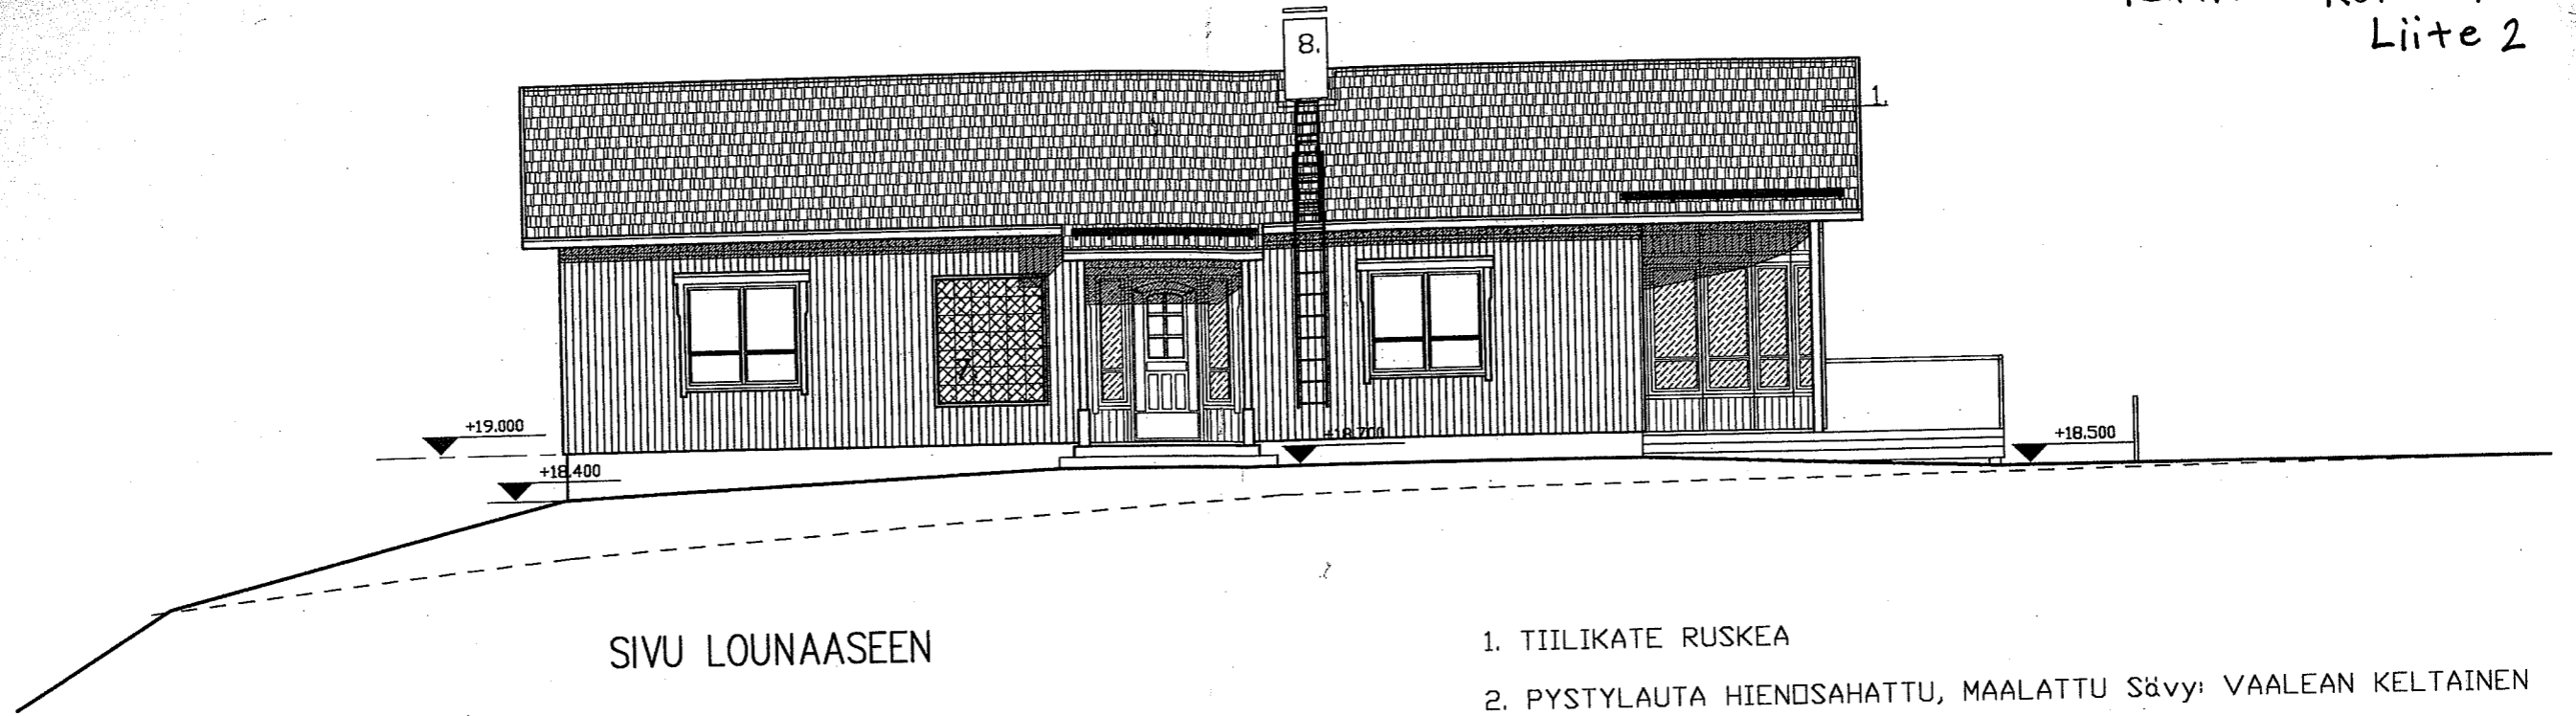 Liite 2
8.
1.
7.
+19.000
+18.400
+18.700
+18.500
SIVU LOUNAASEEN
1. TIILIKATE RUSKEA
2. PYSTYLAUTA HIENOSAHATTU, MAALATTU Sävy: VAALEAN KELTAINEN